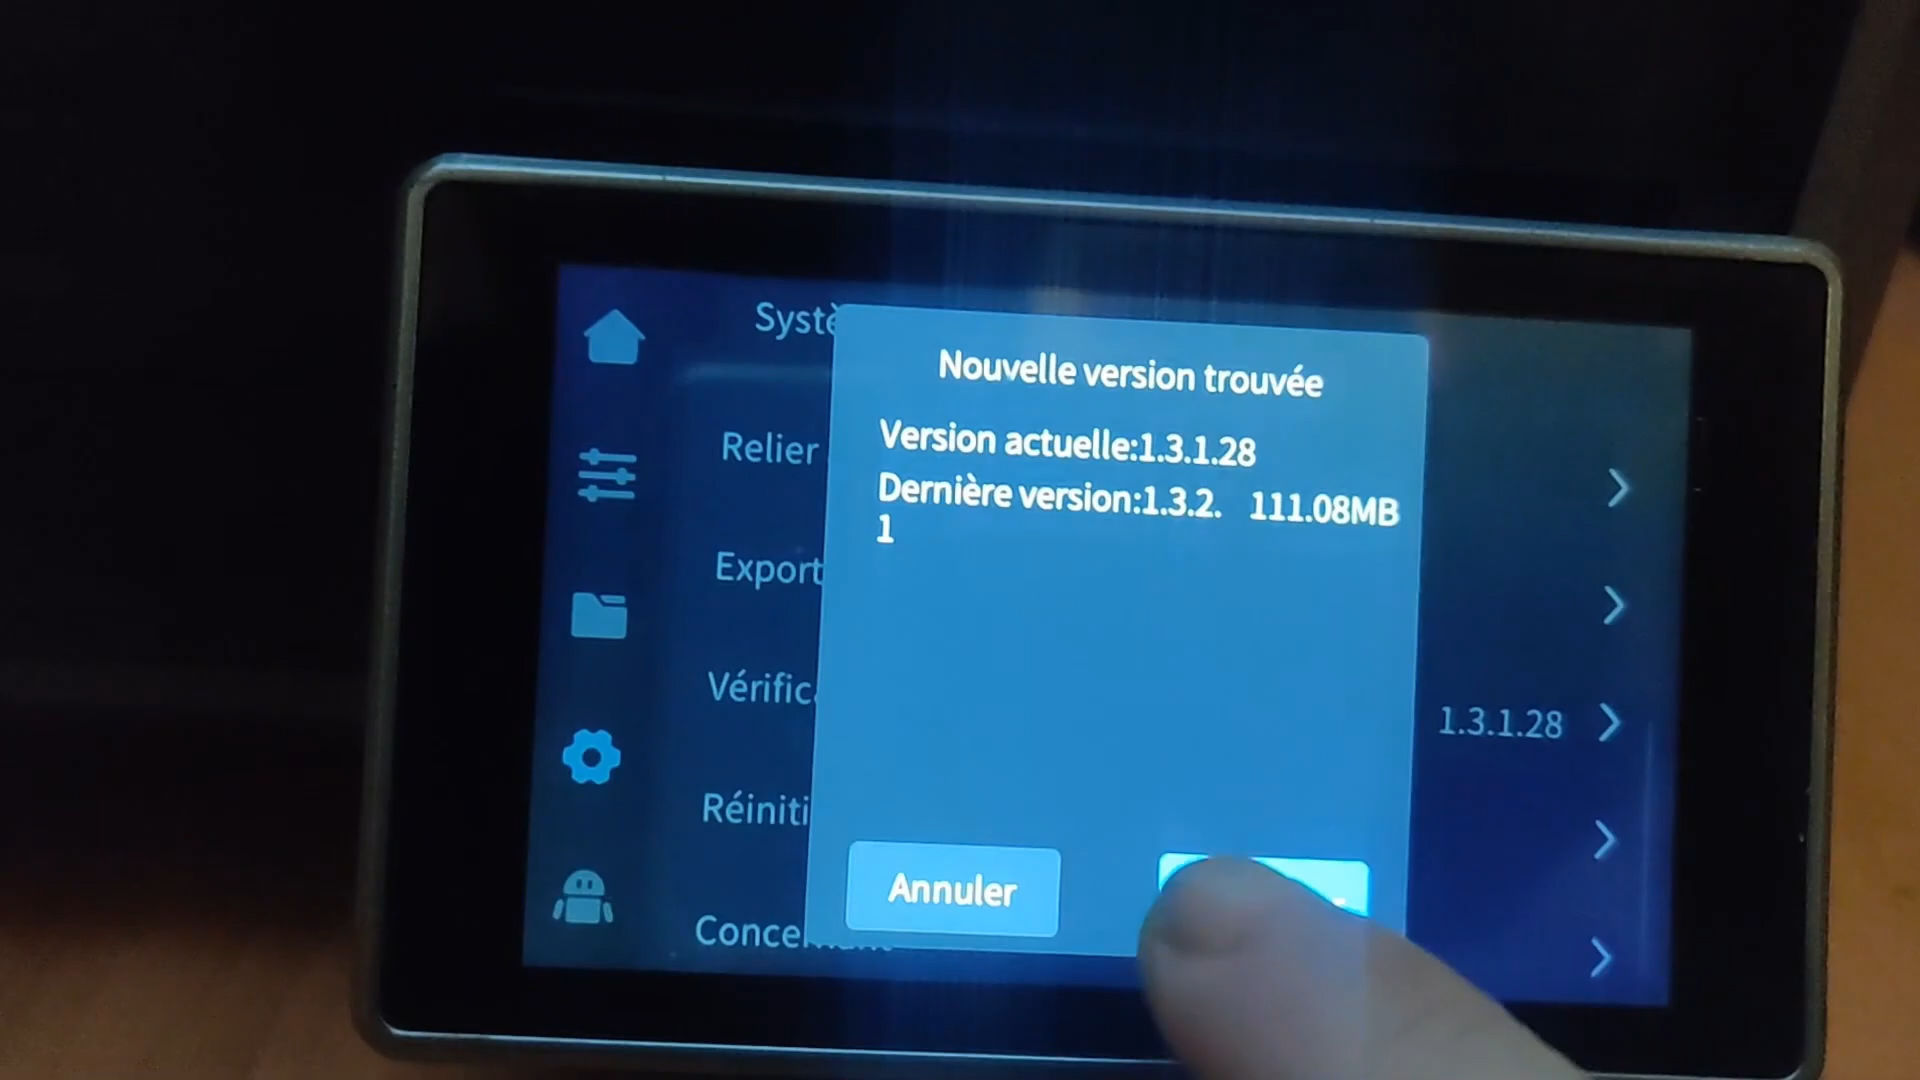 Systè
Nouvelle version trouvée
Version actuelle:1.3.1.28
Dernière version:1.3.2. 111.08MB
1
Relier
Export
Vérific
1.3.1.28
Réiniti
Annuler